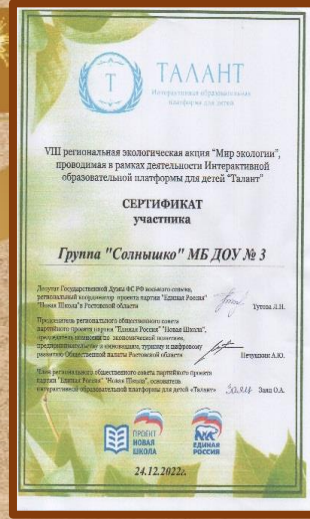 Т
ТАЛАНТ
Интерактивная образовательная
платформа для детей
VIII региональная экологическая акция "Мир экологии",
проводимая в рамках деятельности Интерактивной
образовательной платформы для детей "Талант"
СЕРТИФИКАТ
участника
Группа "Солнышко" МБ ДОУ № 3
Депутат Государственной Думы ФС РФ восьмого созыва,
региональный координатор проекта партии "Единая Россия"
"Новая Школа"в Ростовской области
Тутова Л.Н.
Председатель регионального общественного совета
партийного проекта партии "Единая Россия" "Новая Школа",
председатель комиссии по экономической политике,
предпринимательству и инновациям, туризму и цифровому
развитию Общественной палаты Ростовской области
Нечушкин А.Ю.
Член регионального общественного совета партийного проекта
партии "Единая Россия" "Новая Школа", основатель
интерактивной образовательной платформы для детей «Талант»
Заяц О.А.
ПРОЕКТ
НОВАЯ
ШКОЛА
ЕДИНАЯ
РОССИЯ
24.12.2022г.